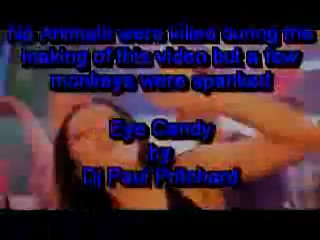 No Animals were killed during the
making of this video but a few
monkeys were spanked
Eye Candy
by
Dj Paul Pritchard